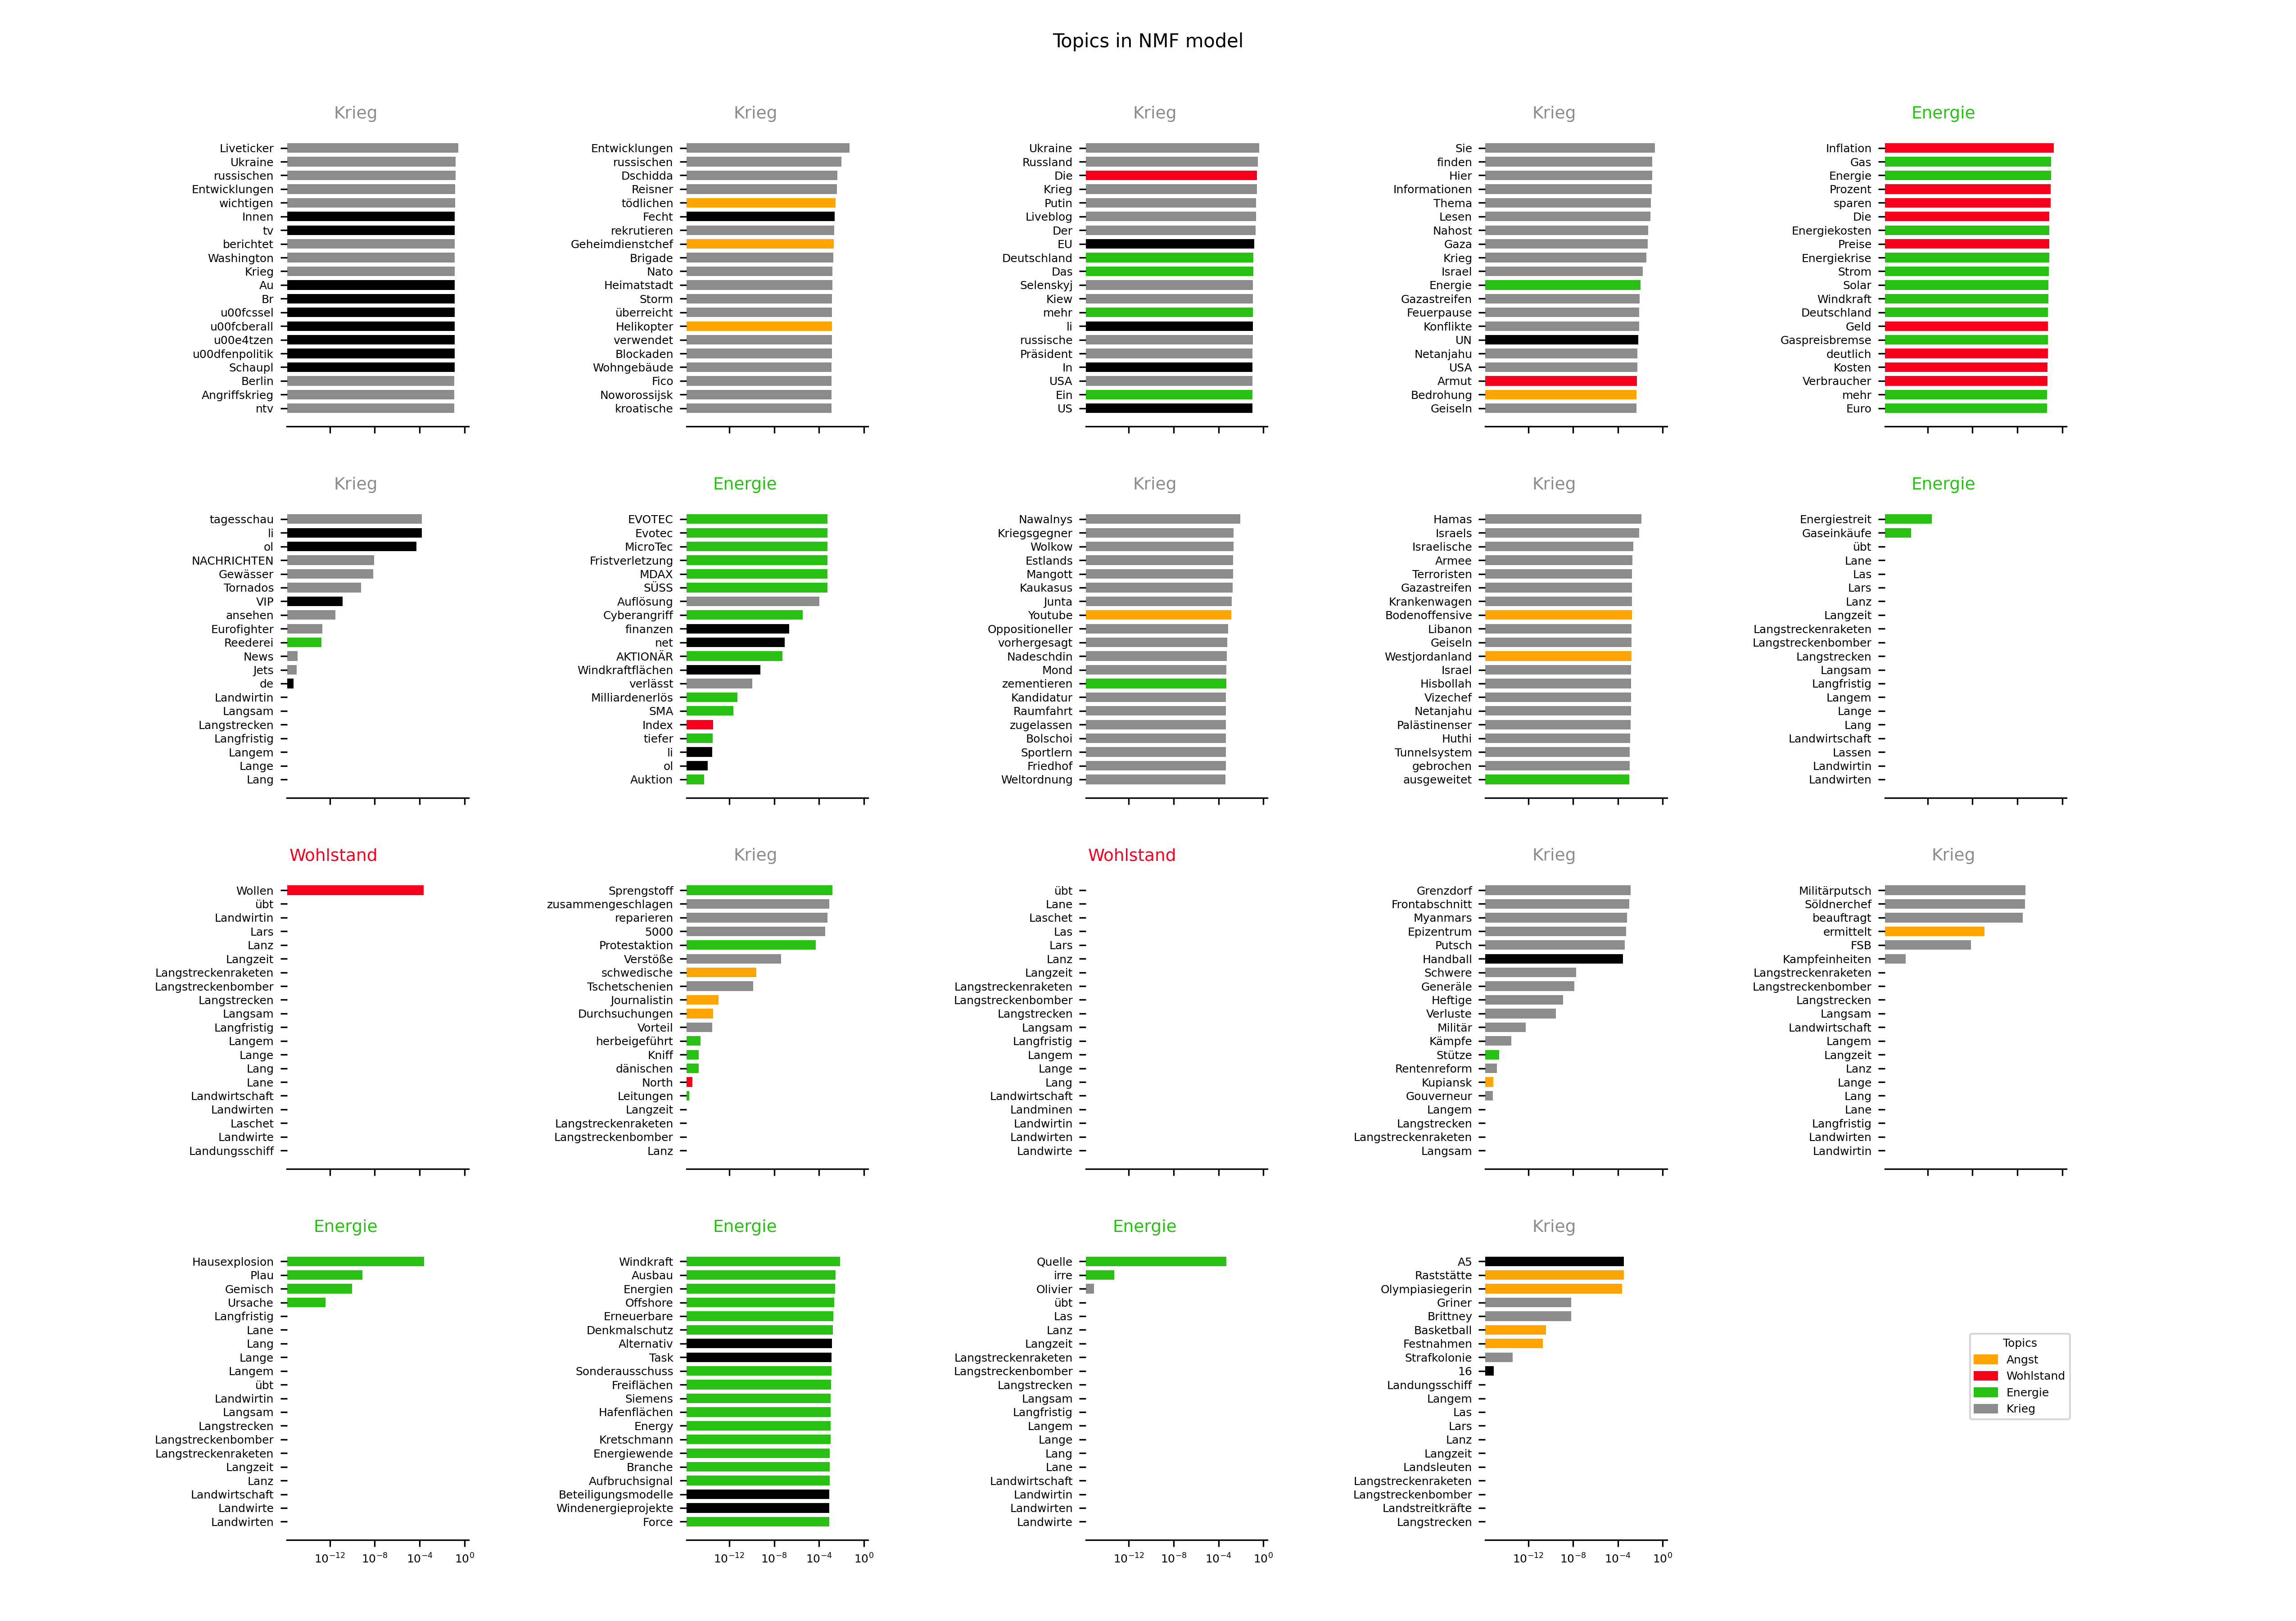 Topics in NMF model
Krieg
Liveticker
Ukraine
russischen
Entwicklungen
wichtigen
Innen
tv
berichtet
Washington
Krieg
Au
Br
u00fcssel
u00fcberall
u00e4tzen
u00dfenpolitik
Schaupl
Berlin
Angriffskrieg
ntv
Krieg
Entwicklungen
russischen
Dschidda
Reisner
tödlichen
Fecht
rekrutieren
Geheimdienstchef
Brigade
Nato
Heimatstadt
Storm
überreicht
Helikopter
verwendet
Blockaden
Wohngebäude
Fico
Noworossijsk
kroatische
Krieg
Ukraine
Russland
Die
Krieg
Putin
Liveblog
Der
EU
Deutschland
Das
Selenskyj
Kiew
mehr
li
russische
Präsident
In
USA
Ein
US
Krieg
Sie
finden
Hier
Informationen
Thema
Lesen
Nahost
Gaza
Krieg
Israel
Energie
Gazastreifen
Feuerpause
Konflikte
UN
Netanjahu
USA
Armut
Bedrohung
Geiseln
Energie
Inflation
Gas
Energie
Prozent
sparen
Die
Energiekosten
Preise
Energiekrise
Strom
Solar
Windkraft
Deutschland
Geld
Gaspreisbremse
deutlich
Kosten
Verbraucher
mehr
Euro
Krieg
tagesschau
li
ol
NACHRICHTEN
Gewässer
Tornados
VIP
ansehen
Eurofighter
Reederei
News
Jets
de
Landwirtin
Langsam
Langstrecken
Langfristig
Langem
Lange
Lang
Energie
EVOTEC
Evotec
MicroTec
Fristverletzung
MDAX
SÜSS
Auflösung
Cyberangriff
finanzen
net
AKTIONÄR
Windkraftflächen
verlässt
Milliardenerlös
SMA
Index
tiefer
li
ol
Auktion
Krieg
Nawalnys
Kriegsgegner
Wolkow
Estlands
Mangott
Kaukasus
Junta
Youtube
Oppositioneller
vorhergesagt
Nadeschdin
Mond
zementieren
Kandidatur
Raumfahrt
zugelassen
Bolschoi
Sportlern
Friedhof
Weltordnung
Krieg
Hamas
Israels
Israelische
Armee
Terroristen
Gazastreifen
Krankenwagen
Bodenoffensive
Libanon
Geiseln
Westjordanland
Israel
Hisbollah
Vizechef
Netanjahu
Palästinenser
Huthi
Tunnelsystem
gebrochen
ausgeweitet
Energie
Energiestreit
Gaseinkäufe
übt
Lane
Las
Lars
Lanz
Langzeit
Langstreckenraketen
Langstreckenbomber
Langstrecken
Langsam
Langfristig
Langem
Lange
Lang
Landwirtschaft
Lassen
Landwirtin
Landwirten
Wohlstand
Wollen
übt
Landwirtin
Lars
Lanz
Langzeit
Langstreckenraketen
Langstreckenbomber
Langstrecken
Langsam
Langfristig
Langem
Lange
Lang
Lane
Landwirtschaft
Landwirten
Laschet
Landwirte
Landungsschiff
Krieg
Sprengstoff
zusammengeschlagen
reparieren
5000
Protestaktion
Verstöße
schwedische
Tschetschenien
Journalistin
Durchsuchungen
Vorteil
herbeigeführt
Kniff
dänischen
North
Leitungen
Langzeit
Langstreckenraketen
Langstreckenbomber
Lanz
Wohlstand
übt
Lane
Laschet
Las
Lars
Lanz
Langzeit
Langstreckenraketen
Langstreckenbomber
Langstrecken
Langsam
Langfristig
Langem
Lange
Lang
Landwirtschaft
Landminen
Landwirtin
Landwirten
Landwirte
Krieg
Grenzdorf
Frontabschnitt
Myanmars
Epizentrum
Putsch
Handball
Schwere
Generäle
Heftige
Verluste
Militär
Kämpfe
Stütze
Rentenreform
Kupiansk
Gouverneur
Langem
Langstrecken
Langstreckenraketen
Langsam
Krieg
Militärputsch
Söldnerchef
beauftragt
ermittelt
FSB
Kampfeinheiten
Langstreckenraketen
Langstreckenbomber
Langstrecken
Langsam
Landwirtschaft
Langem
Langzeit
Lanz
Lange
Lang
Lane
Langfristig
Landwirten
Landwirtin
Energie
Hausexplosion
Plau
Gemisch
Ursache
Langfristig
Lane
Lang
Lange
Langem
übt
Landwirtin
Langsam
Langstrecken
Langstreckenbomber
Langstreckenraketen
Langzeit
Lanz
Landwirtschaft
Landwirte
Landwirten
10⁻¹² 10⁻⁸ 10⁻⁴ 10⁰
Energie
Windkraft
Ausbau
Energien
Offshore
Erneuerbare
Denkmalschutz
Alternativ
Task
Sonderausschuss
Freiflächen
Siemens
Hafenflächen
Energy
Kretschmann
Energiewende
Branche
Aufbruchsignal
Beteiligungsmodelle
Windenergieprojekte
Force
10⁻¹² 10⁻⁸ 10⁻⁴ 10⁰
Energie
Quelle
irre
Olivier
übt
Las
Lanz
Langzeit
Langstreckenraketen
Langstreckenbomber
Langstrecken
Langsam
Langfristig
Langem
Lange
Lang
Lane
Landwirtschaft
Landwirtin
Landwirten
Landwirte
10⁻¹² 10⁻⁸ 10⁻⁴ 10⁰
Krieg
A5
Raststätte
Olympiasiegerin
Griner
Brittney
Basketball
Festnahmen
Strafkolonie
16
Landungsschiff
Langem
Las
Lars
Lanz
Langzeit
Landsleuten
Langstreckenraketen
Langstreckenbomber
Landstreitkräfte
Langstrecken
10⁻¹² 10⁻⁸ 10⁻⁴ 10⁰
Topics
Angst
Wohlstand
Energie
Krieg